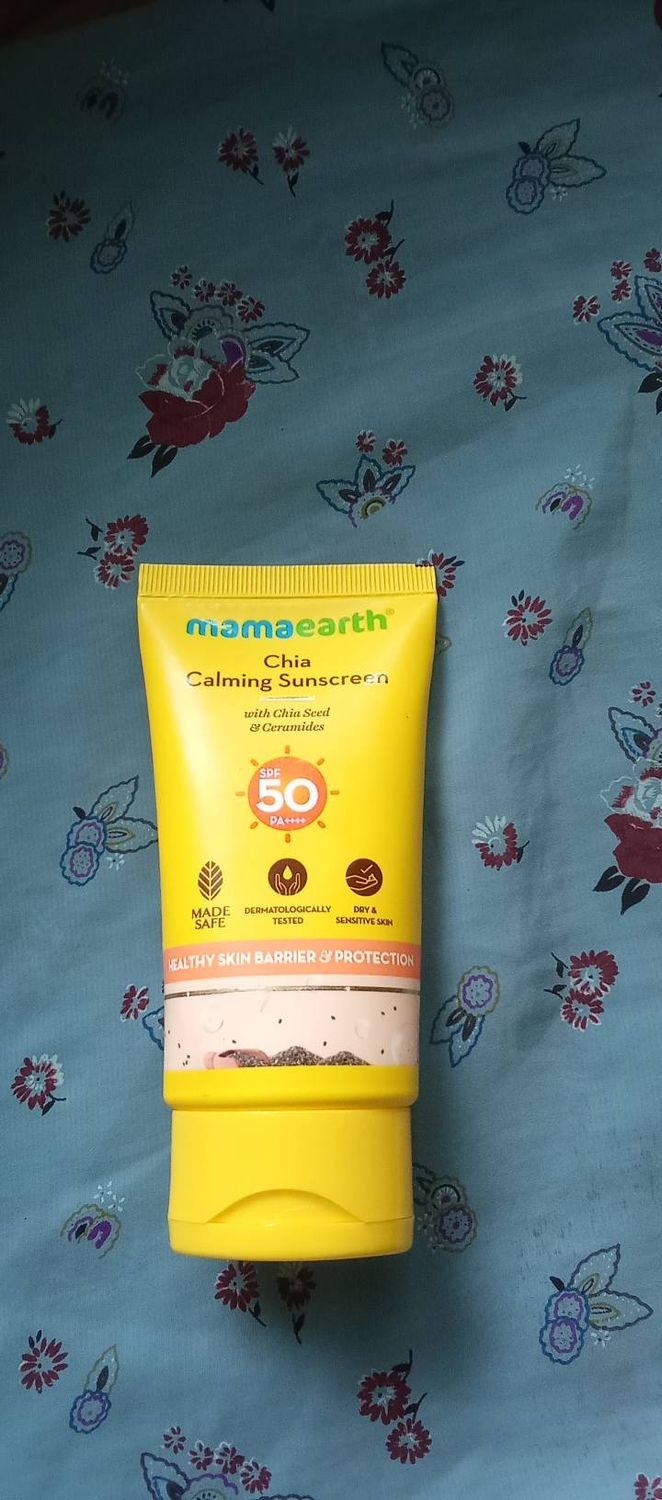 mamaearth®
Chia
Calming Sunscreen
with Chia Seed
& Ceramides
SPF
50
PA++++
MADE
SAFE
DERMATOLOGICALLY
TESTED
DRY &
SENSITIVE SKIN
HEALTHY SKIN BARRIER & PROTECTION